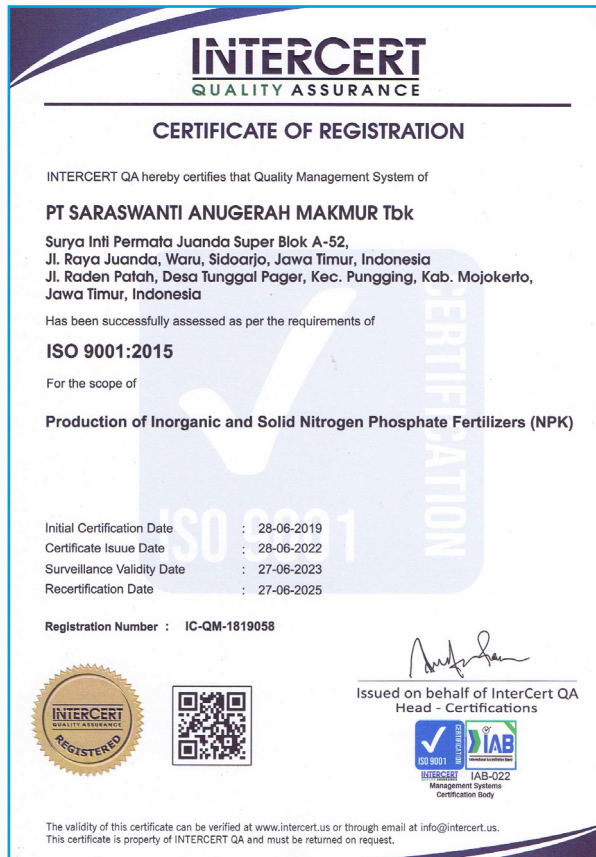 INTERCERT
QUALITY ASSURANCE
CERTIFICATE OF REGISTRATION
INTERCERT QA hereby certifies that Quality Management System of
PT SARASWANTI ANUGERAH MAKMUR Tbk
Surya Inti Permata Juanda Super Blok A-52,
Jl. Raya Juanda, Waru, Sidoarjo, Jawa Timur, Indonesia
Jl. Raden Patah, Desa Tunggal Pager, Kec. Pungging, Kab. Mojokerto,
Jawa Timur, Indonesia
Has been successfully assessed as per the requirements of
ISO 9001:2015
For the scope of
Production of Inorganic and Solid Nitrogen Phosphate Fertilizers (NPK)
CERTIFICATION
ISO 9001
Initial Certification Date : 28-06-2019
Certificate Isuue Date : 28-06-2022
Surveillance Validity Date : 27-06-2023
Recertification Date : 27-06-2025
Registration Number : IC-QM-1819058
Issued on behalf of InterCert QA
Head - Certifications
INTERCERT
QUALITY ASSURANCE
REGISTERED
CERTIFICATION
ISO 9001
INTERCERT
IAB
International Accreditation Board
IAB-022
Management Systems
Certification Body
The validity of this certificate can be verified at www.intercert.us or through email at info@intercert.us.
This certificate is property of INTERCERT QA and must be returned on request.